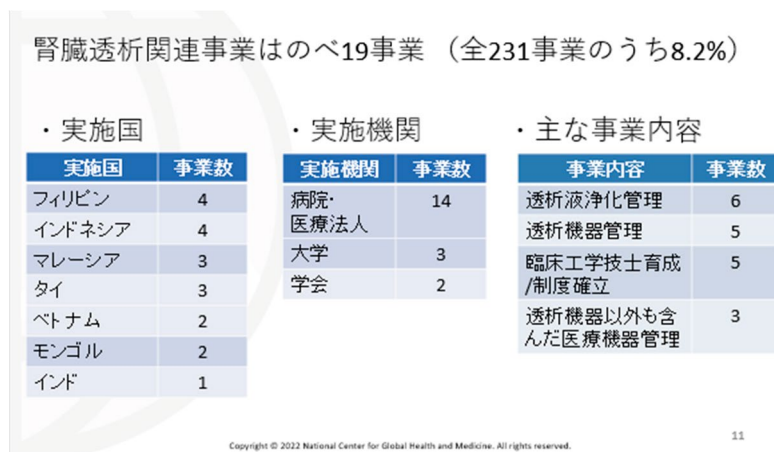 腎臓透析関連事業はのべ19事業 （全231事業のうち8.2%）
・実施国
実施国 事業数
フィリピン 4
インドネシア 4
マレーシア 3
タイ 3
ベトナム 2
モンゴル 2
インド 1
・実施機関
実施機関 事業数
病院・ 14
医療法人
大学 3
学会 2
・主な事業内容
事業内容 事業数
透析液浄化管理 6
透析機器管理 5
臨床工学技士育成 5
/制度確立
透析機器以外も含 3
んだ医療機器管理
Copyright © 2022 National Center for Global Health and Medicine. All rights reserved.
11